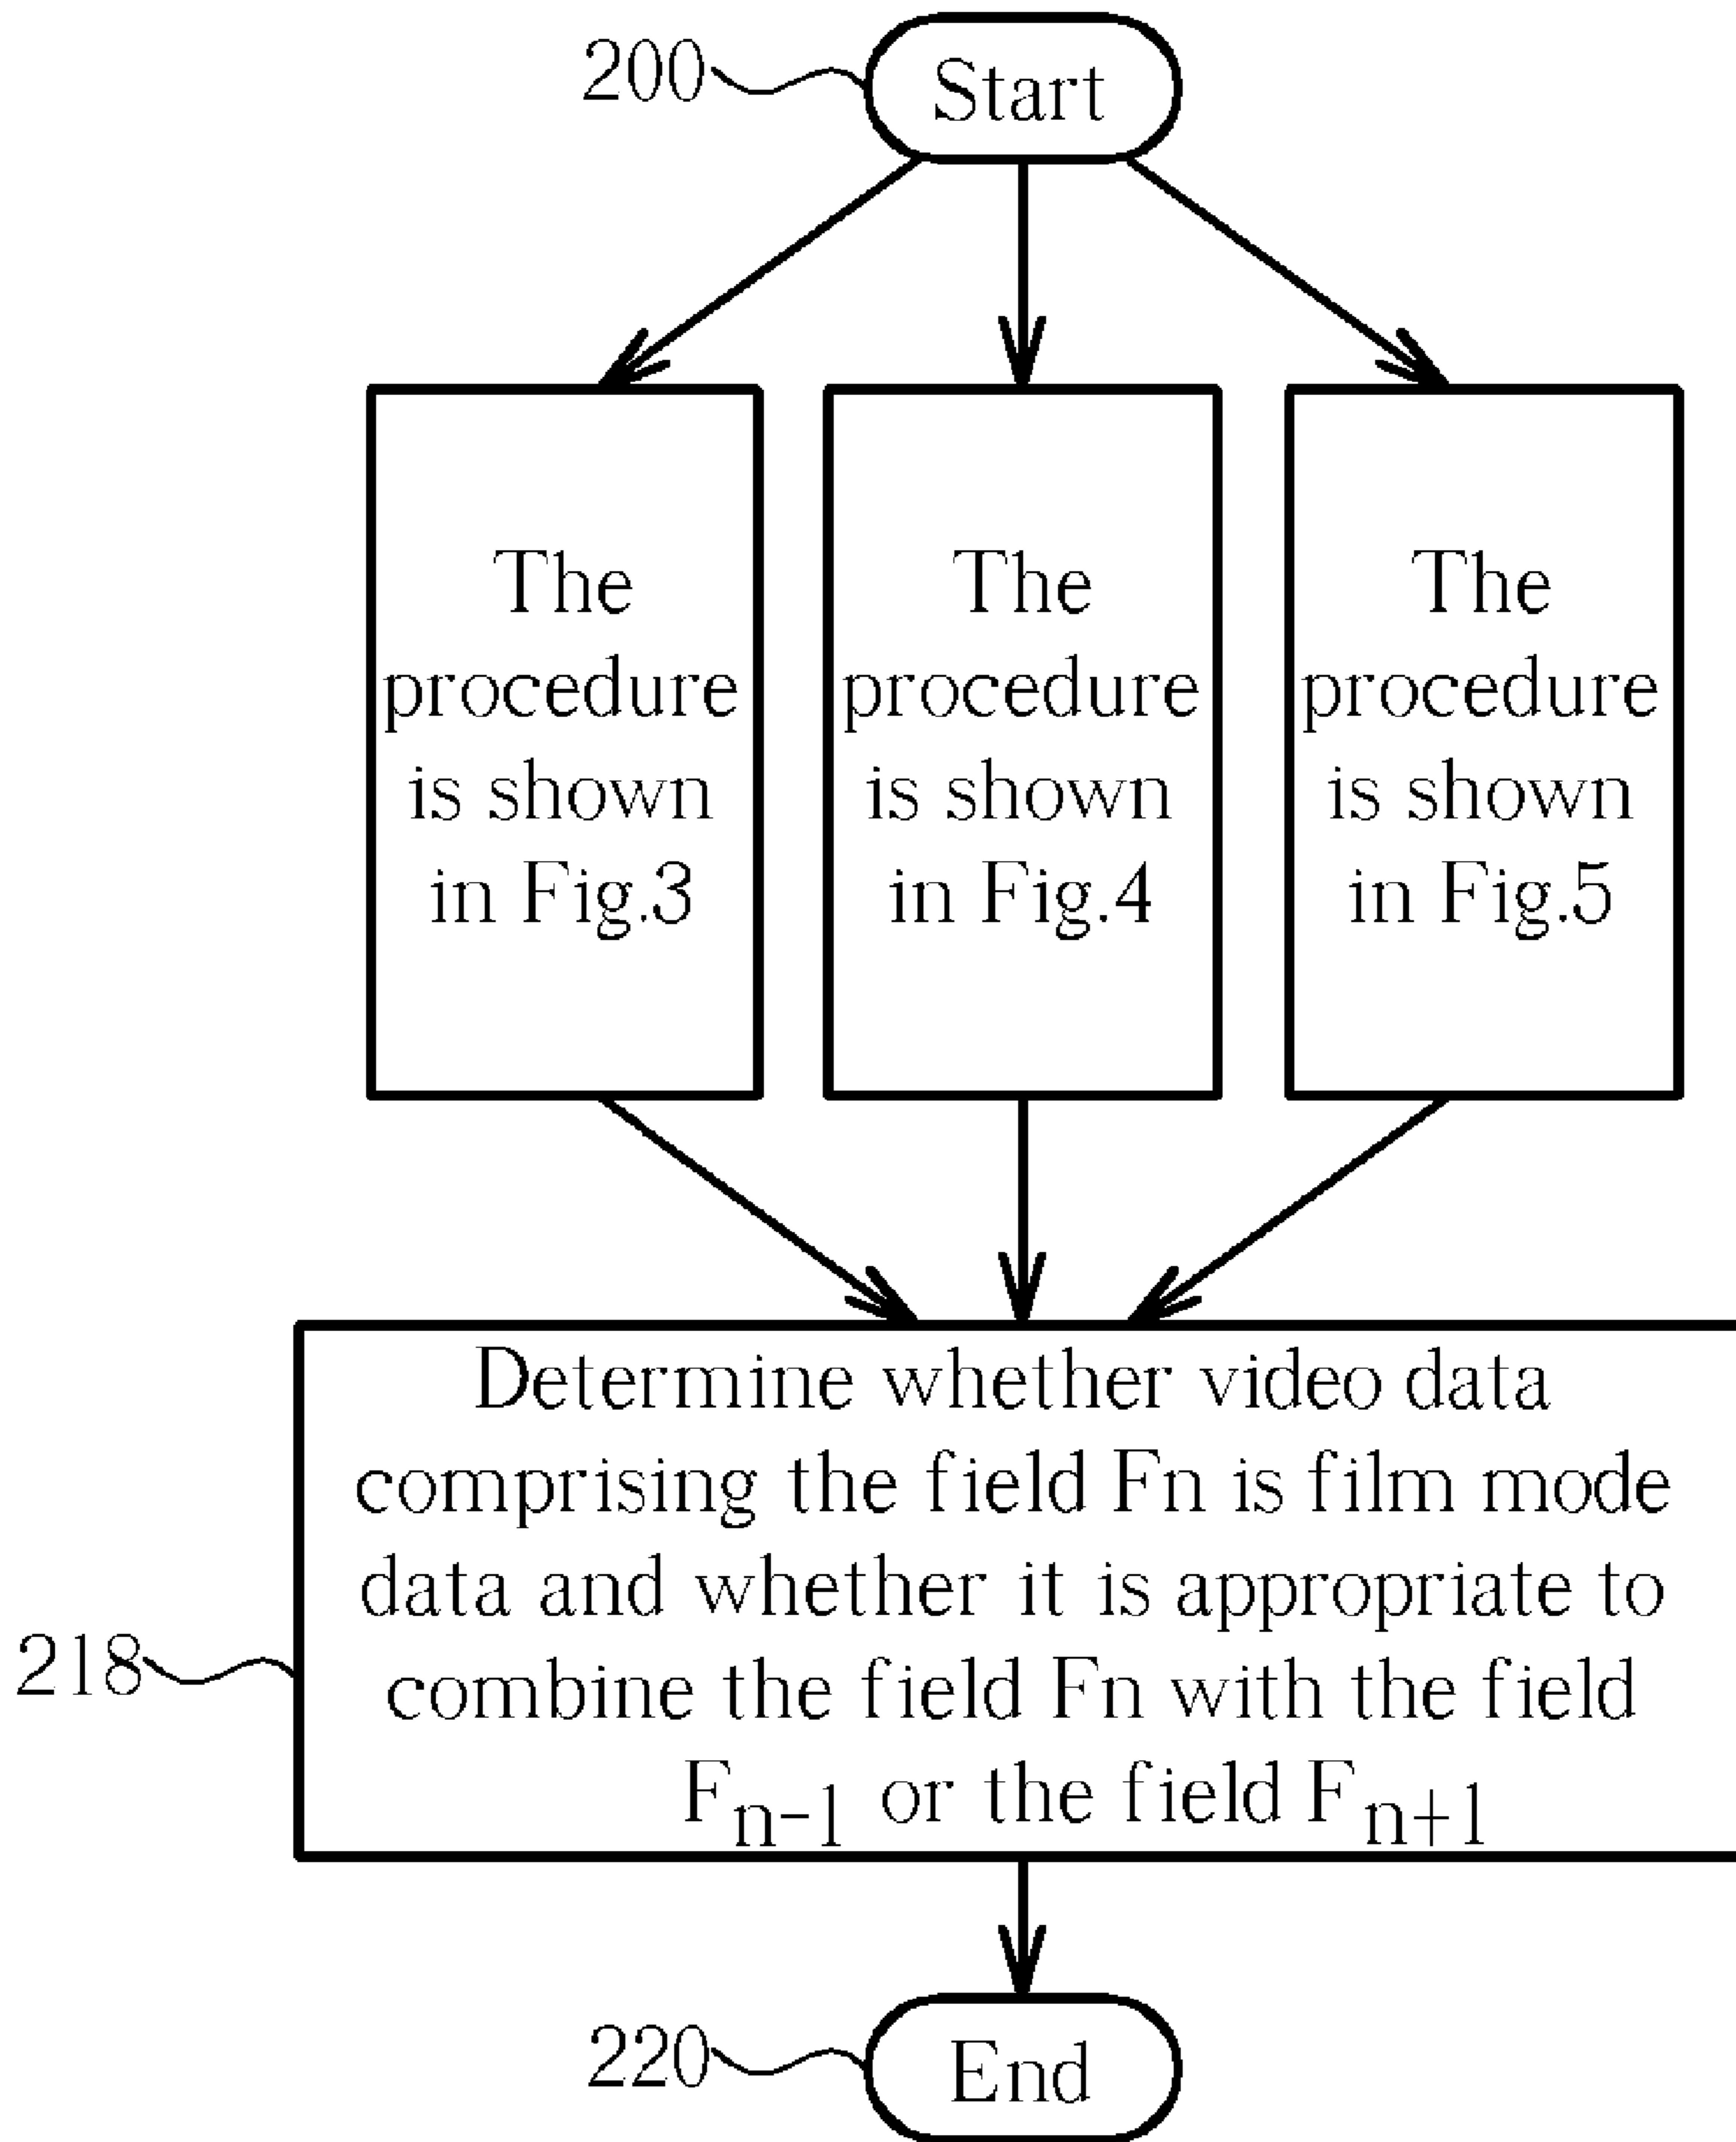 200
Start
The
procedure
is shown
in Fig.3
The
procedure
is shown
in Fig.4
The
procedure
is shown
in Fig.5
Determine whether video data
comprising the field Fn is film mode
data and whether it is appropriate to
combine the field Fn with the field
Fn-1 or the field Fn+1
218
220
End